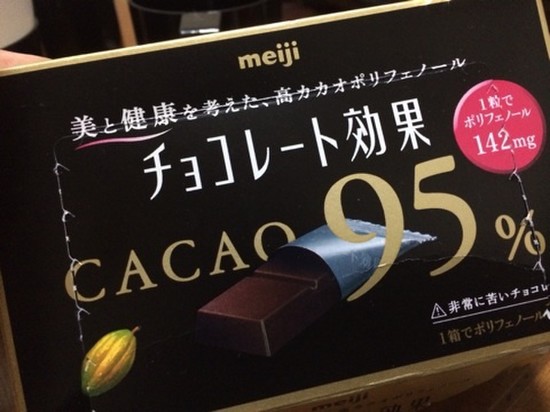 meiji
美と健康を考えた、高カカオポリフェノール
チョコレート効果
1粒で
ポリフェノール
142mg
CACAO 95%
⚠非常に苦いチョコレ
1箱でポリフェノール
meiji